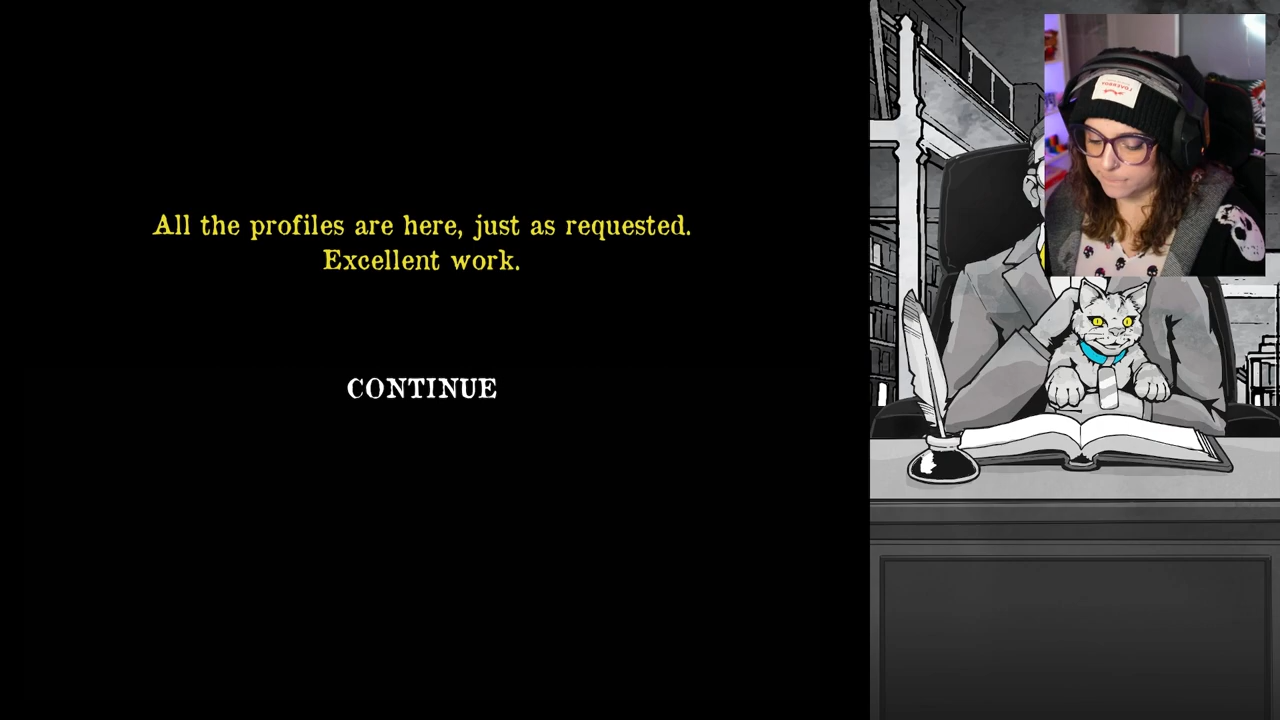 All the profiles are here, just as requested.
Excellent work.
CONTINUE